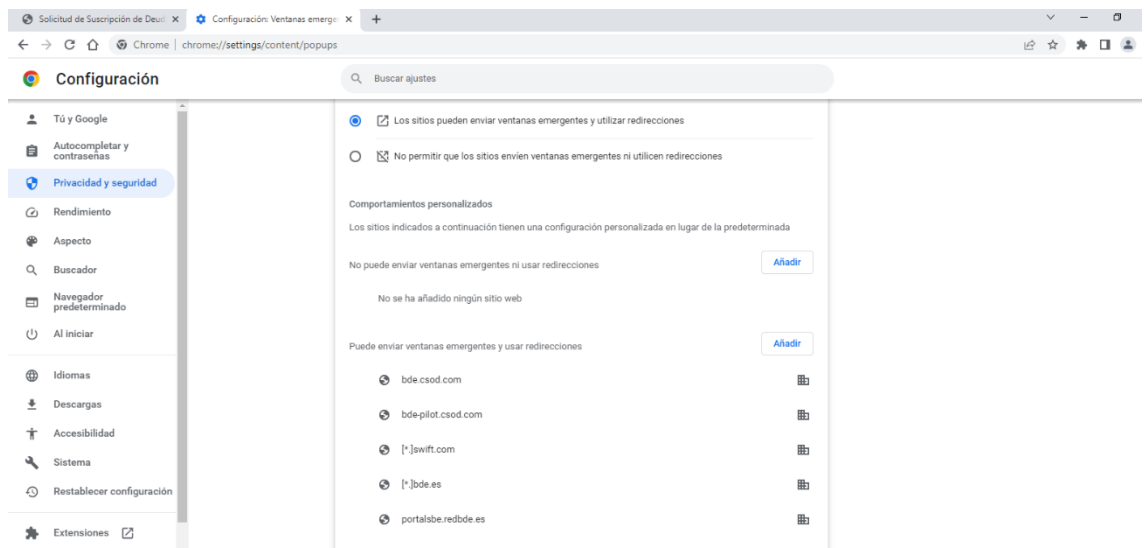 Solicitud de Suscripción de Deud
Configuración: Ventanas emerge
Chrome | chrome://settings/content/popups
Configuración
Buscar ajustes
Tú y Google
Autocompletar y
contraseñas
Privacidad y seguridad
Rendimiento
Aspecto
Buscador
Navegador
predeterminado
Al iniciar
Idiomas
Descargas
Accesibilidad
Sistema
Restablecer configuración
Extensiones
Los sitios pueden enviar ventanas emergentes y utilizar redirecciones
No permitir que los sitios envíen ventanas emergentes ni utilicen redirecciones
Comportamientos personalizados
Los sitios indicados a continuación tienen una configuración personalizada en lugar de la predeterminada
No puede enviar ventanas emergentes ni usar redirecciones
Añadir
No se ha añadido ningún sitio web
Puede enviar ventanas emergentes y usar redirecciones
Añadir
bde.csod.com
bde-pilot.csod.com
[*.]swift.com
[*.]bde.es
portalsbe.redbde.es